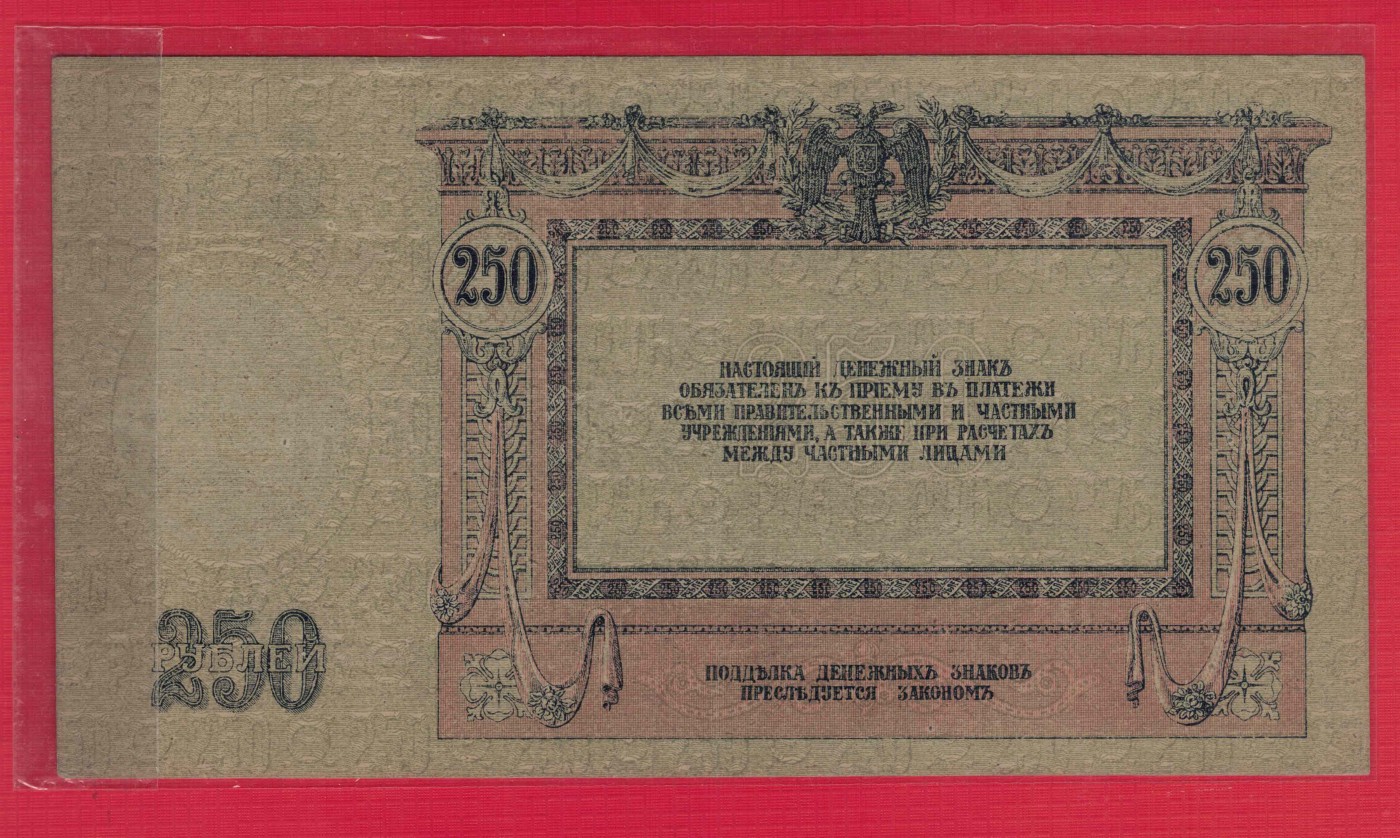 250
250
НАСТОЯЩІЙ ДЕНЕЖНЫЙ ЗНАКЪ
ОБЯЗАТЕЛЕНЪ КЪ ПРІЕМУ ВЪ ПЛАТЕЖИ
ВСѢМИ ПРАВИТЕЛЬСТВЕННЫМИ И ЧАСТНЫМИ
УЧРЕЖДЕНІЯМИ, А ТАКЖЕ ПРИ РАСЧЕТАХЪ
МЕЖДУ ЧАСТНЫМИ ЛИЦАМИ
250
РУБЛЕЙ
ПОДДѢЛКА ДЕНЕЖНЫХЪ ЗНАКОВЪ
ПРЕСЛѢДУЕТСЯ ЗАКОНОМЪ